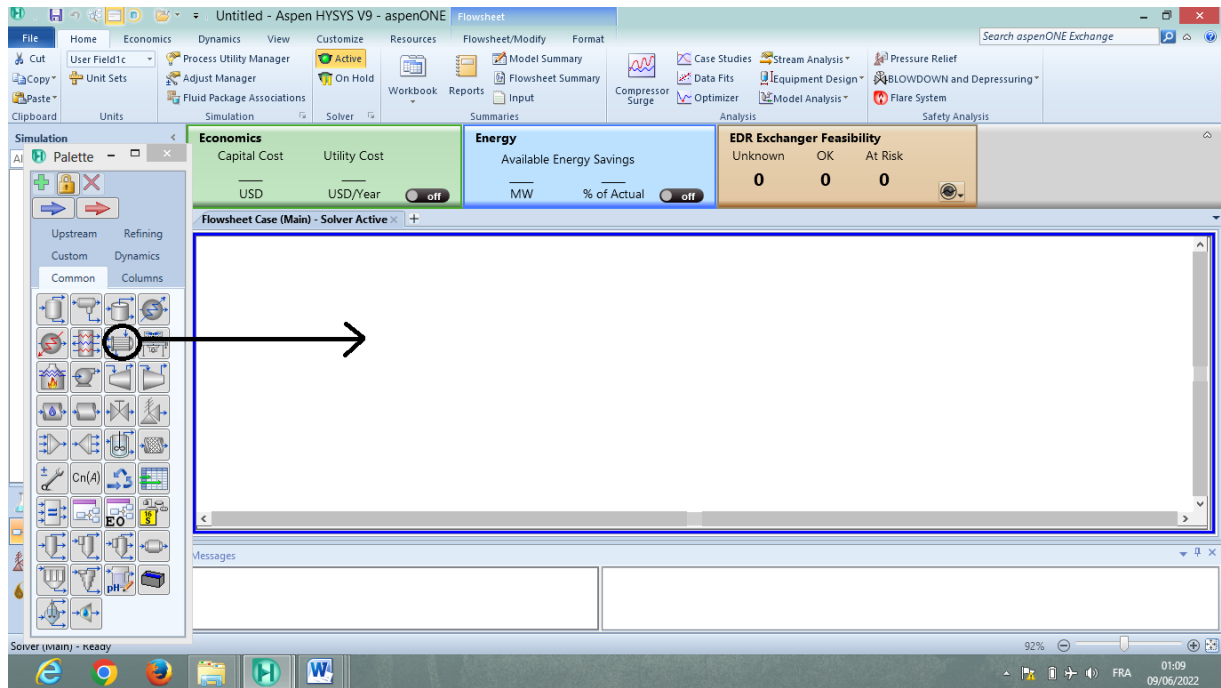 Untitled - Aspen HYSYS V9 - aspenONE
Flowsheet
File Home Economics Dynamics View Customize Resources Flowsheet/Modify Format
Search aspenONE Exchange
Cut
Copy
Paste
Clipboard
User Field1c
Unit Sets
Units
Process Utility Manager
Adjust Manager
Fluid Package Associations
Simulation
Active
On Hold
Solver
Workbook
Reports
Model Summary
Flowsheet Summary
Input
Summaries
Compressor
Surge
Case Studies
Data Fits
Optimizer
Stream Analysis
Equipment Design
Model Analysis
Analysis
Pressure Relief
BLOWDOWN and Depressuring
Flare System
Safety Analysis
Simulation
Economics
Capital Cost Utility Cost
USD USD/Year off
Energy
Available Energy Savings
MW % of Actual off
EDR Exchanger Feasibility
Unknown OK At Risk
0 0 0
Palette
Upstream Refining
Custom Dynamics
Common Columns
Cn(A)
EO
16
S
pH
Flowsheet Case (Main) - Solver Active
Messages
Solver (Main) - Ready
92%
FRA
01:09
09/06/2022